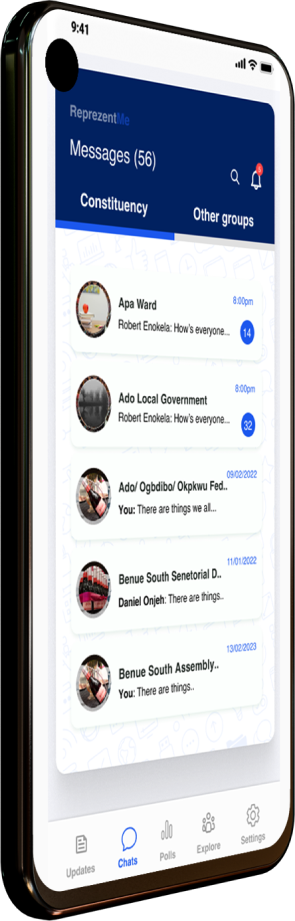 9:41
ReprezentMe
Messages (56)
Constituency
Other groups
Apa Ward
8:00pm
Robert Enokela: How's everyone...
14
Ado Local Government
8:00pm
Robert Enokela: How's everyone...
32
Ado/ Ogbdibo/ Okpkwu Fed..
09/02/2022
You: There are things we all...
Benue South Senetorial D..
11/01/2022
Daniel Onjeh: There are things..
Benue South Assembly..
13/02/2023
You: There are things..
Updates
Chats
Polls
Explore
Settings